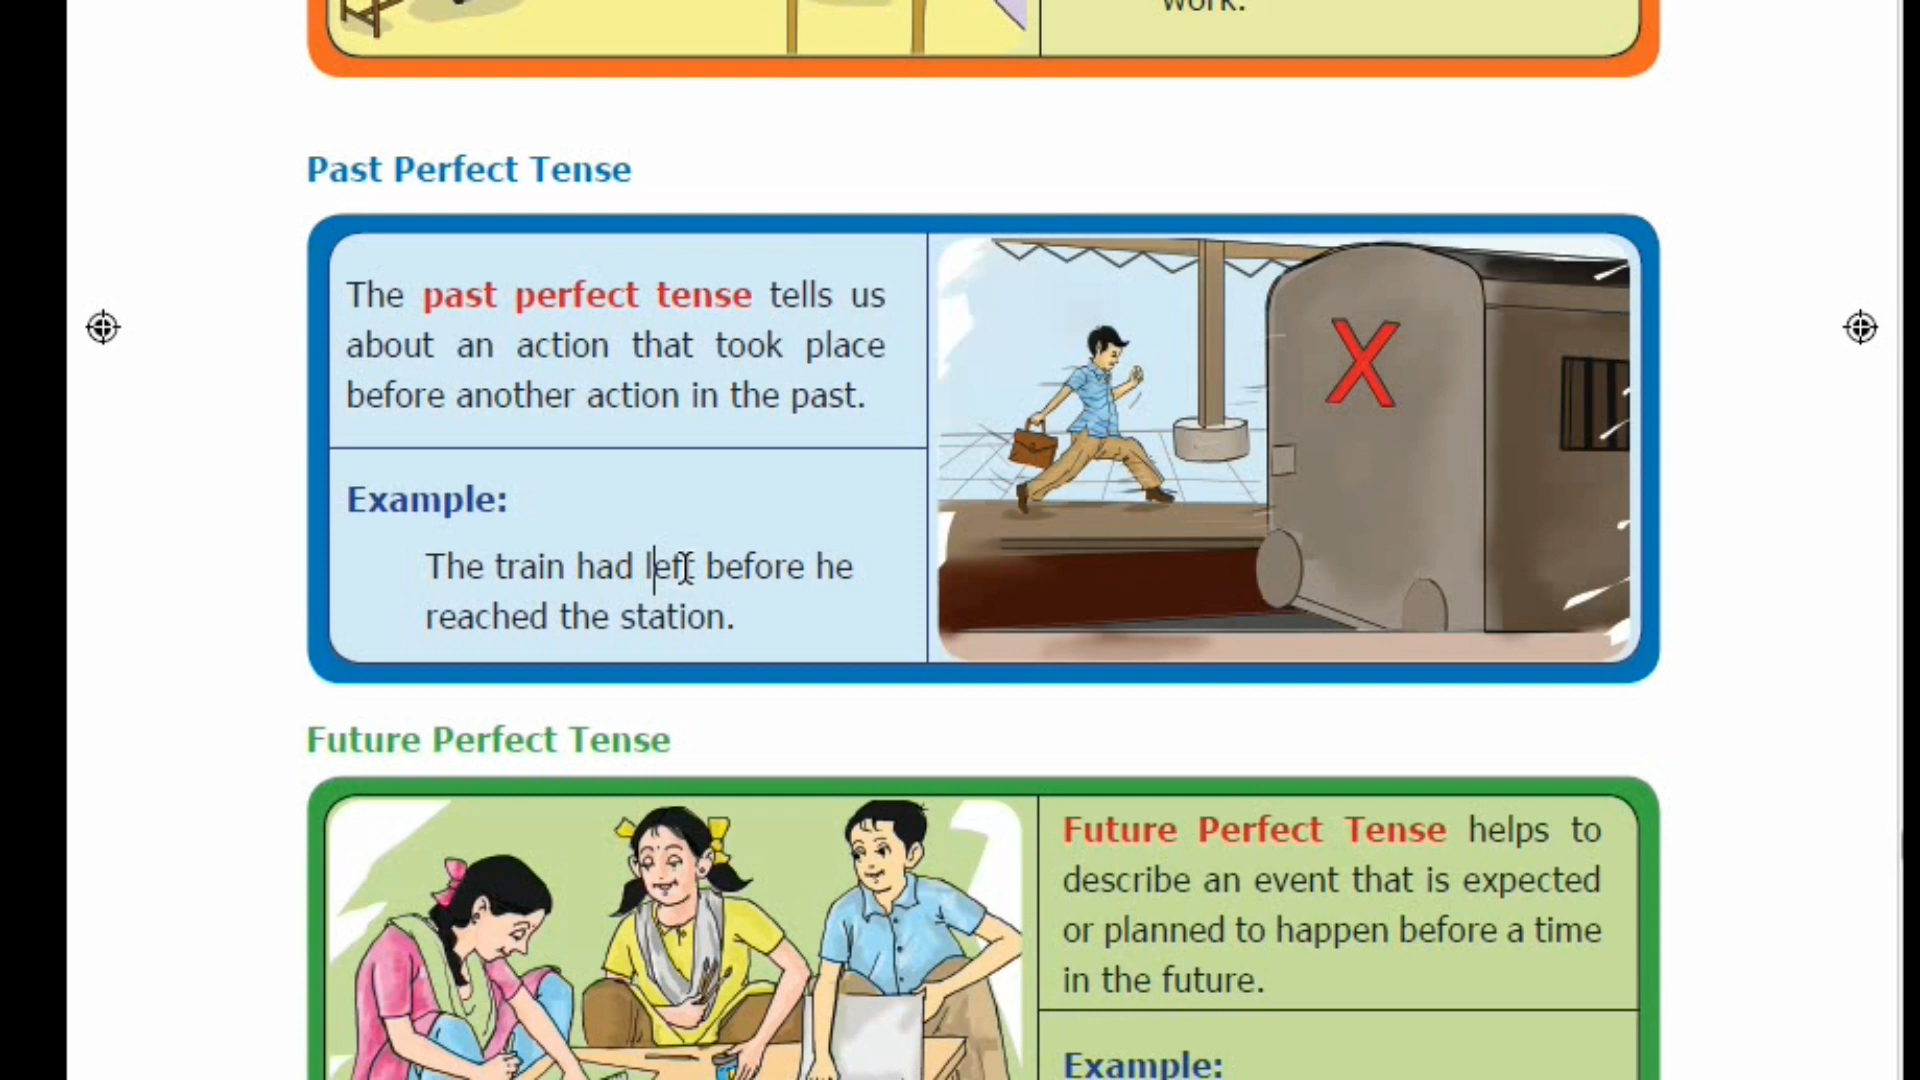 work.
Past Perfect Tense
The past perfect tense tells us
about an action that took place
before another action in the past.
Example:
The train had left before he
reached the station.
X
Future Perfect Tense
Future Perfect Tense helps to
describe an event that is expected
or planned to happen before a time
in the future.
Example: